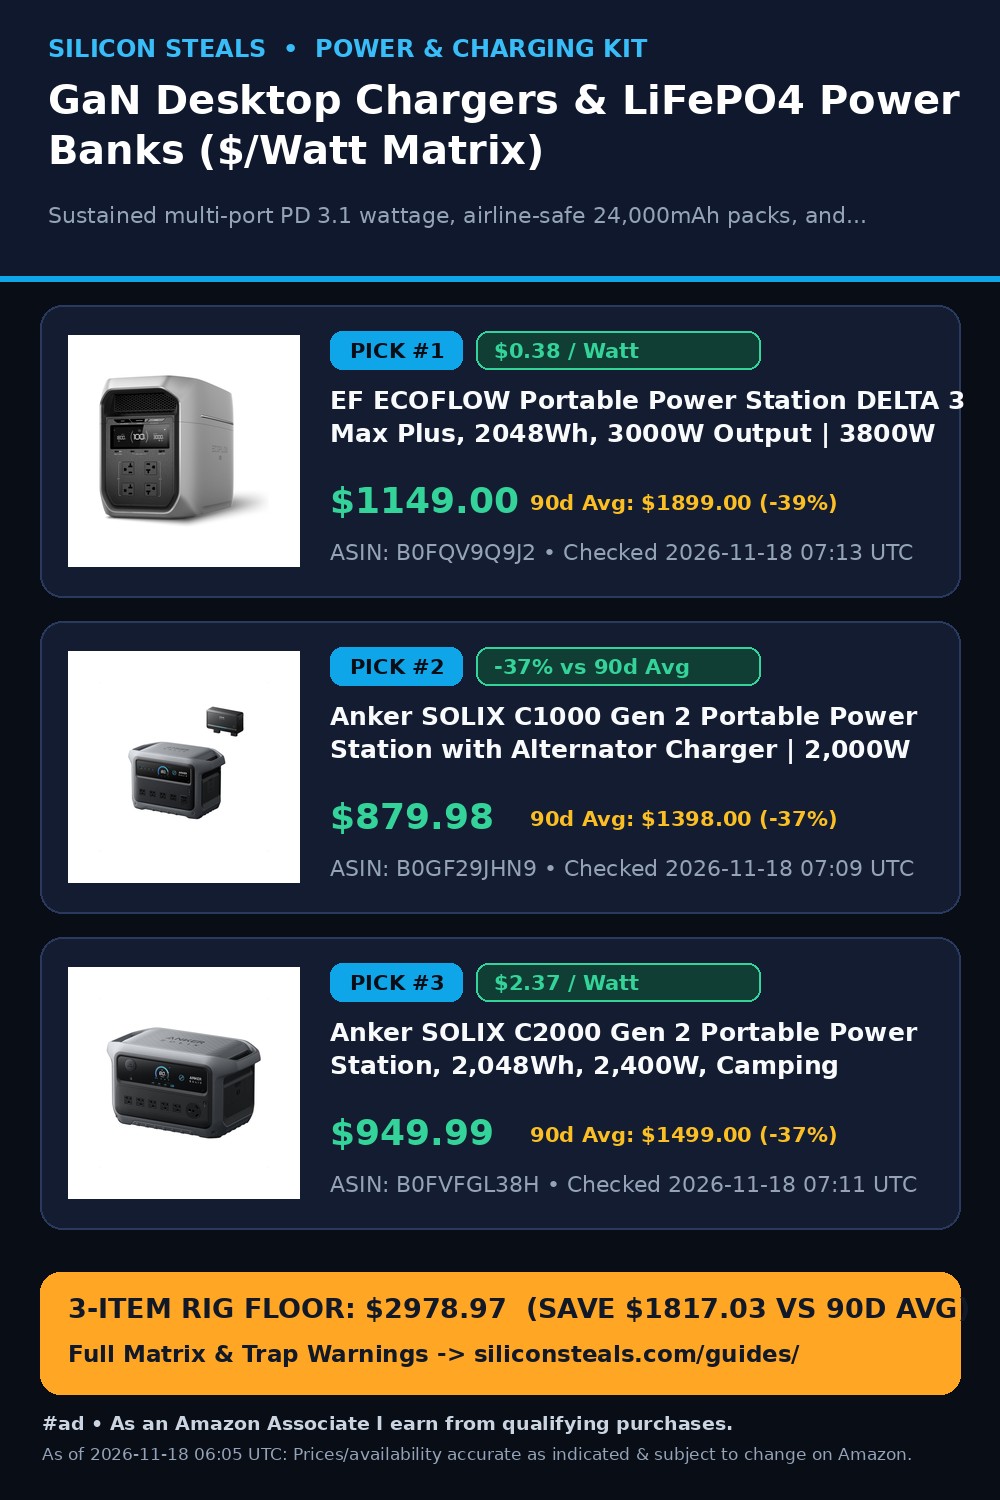 SILICON STEALS • POWER & CHARGING KIT
GaN Desktop Chargers & LiFePO4 Power
Banks ($/Watt Matrix)
Sustained multi-port PD 3.1 wattage, airline-safe 24,000mAh packs, and...
PICK #1
$0.38 / Watt
EF ECOFLOW Portable Power Station DELTA 3
Max Plus, 2048Wh, 3000W Output | 3800W
$1149.00 90d Avg: $1899.00 (-39%)
ASIN: B0FQV9Q9J2 • Checked 2026-11-18 07:13 UTC
PICK #2
-37% vs 90d Avg
Anker SOLIX C1000 Gen 2 Portable Power
Station with Alternator Charger | 2,000W
$879.98 90d Avg: $1398.00 (-37%)
ASIN: B0GF29JHN9 • Checked 2026-11-18 07:09 UTC
ANKER
PICK #3
$2.37 / Watt
Anker SOLIX C2000 Gen 2 Portable Power
Station, 2,048Wh, 2,400W, Camping
$949.99 90d Avg: $1499.00 (-37%)
ASIN: B0FVFGL38H • Checked 2026-11-18 07:11 UTC
3-ITEM RIG FLOOR: $2978.97 (SAVE $1817.03 VS 90D AVG)
Full Matrix & Trap Warnings -> siliconsteals.com/guides/
#ad • As an Amazon Associate I earn from qualifying purchases.
As of 2026-11-18 06:05 UTC: Prices/availability accurate as indicated & subject to change on Amazon.